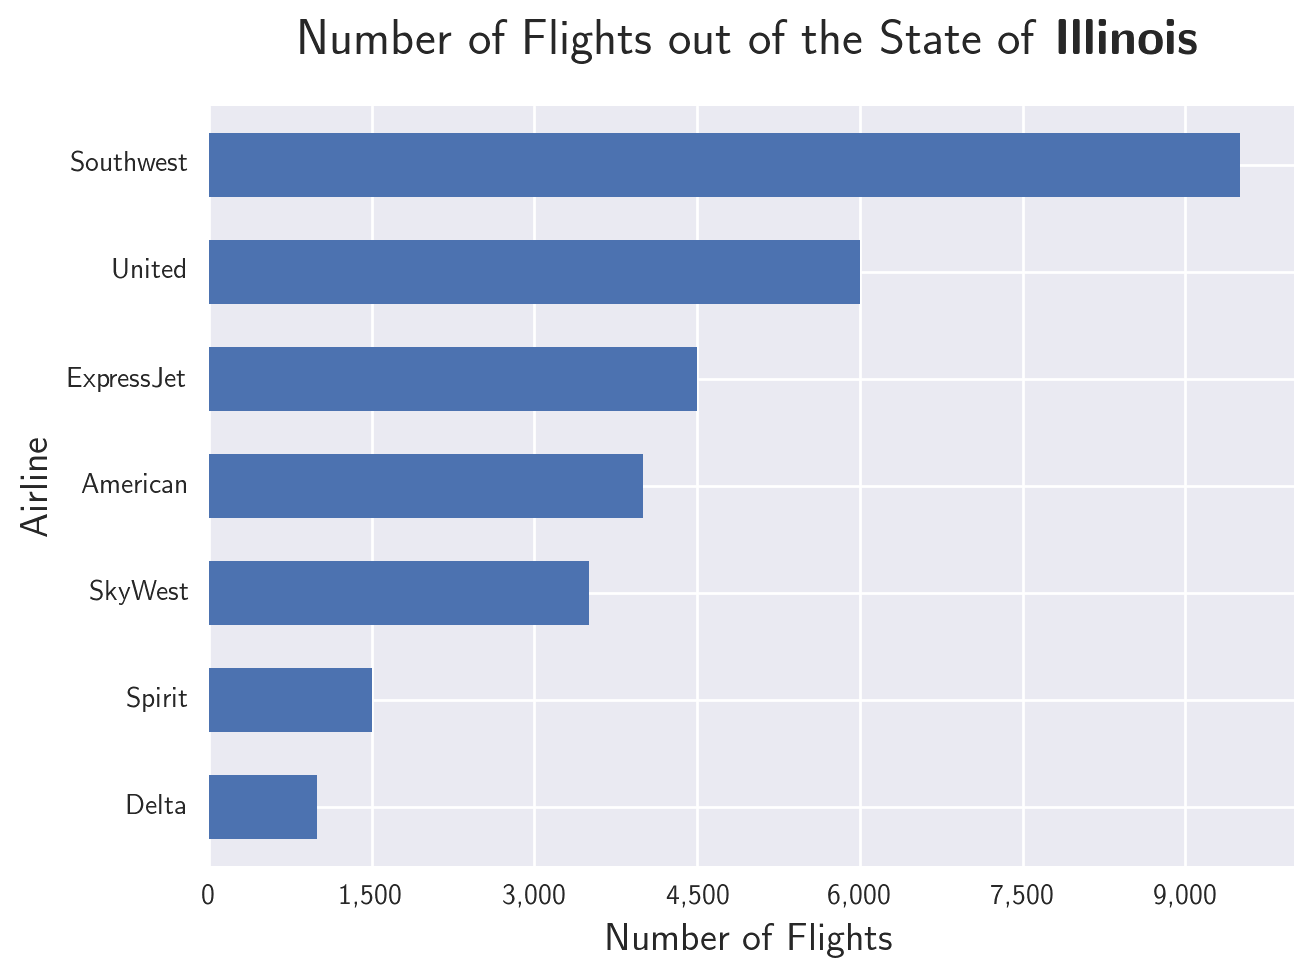 Number of Flights out of the State of Illinois
Southwest
United
ExpressJet
American
SkyWest
Spirit
Delta
Airline
0 1,500 3,000 4,500 6,000 7,500 9,000
Number of Flights